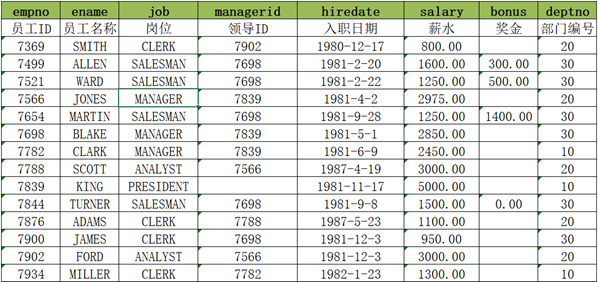 empno ename job managerid hiredate salary bonus deptno
员工ID 员工名称 岗位 领导ID 入职日期 薪水 奖金 部门编号
7369 SMITH CLERK 7902 1980-12-17 800.00 20
7499 ALLEN SALESMAN 7698 1981-2-20 1600.00 300.00 30
7521 WARD SALESMAN 7698 1981-2-22 1250.00 500.00 30
7566 JONES MANAGER 7839 1981-4-2 2975.00 20
7654 MARTIN SALESMAN 7698 1981-9-28 1250.00 1400.00 30
7698 BLAKE MANAGER 7839 1981-5-1 2850.00 30
7782 CLARK MANAGER 7839 1981-6-9 2450.00 10
7788 SCOTT ANALYST 7566 1987-4-19 3000.00 20
7839 KING PRESIDENT 1981-11-17 5000.00 10
7844 TURNER SALESMAN 7698 1981-9-8 1500.00 0.00 30
7876 ADAMS CLERK 7788 1987-5-23 1100.00 20
7900 JAMES CLERK 7698 1981-12-3 950.00 30
7902 FORD ANALYST 7566 1981-12-3 3000.00 20
7934 MILLER CLERK 7782 1982-1-23 1300.00 10